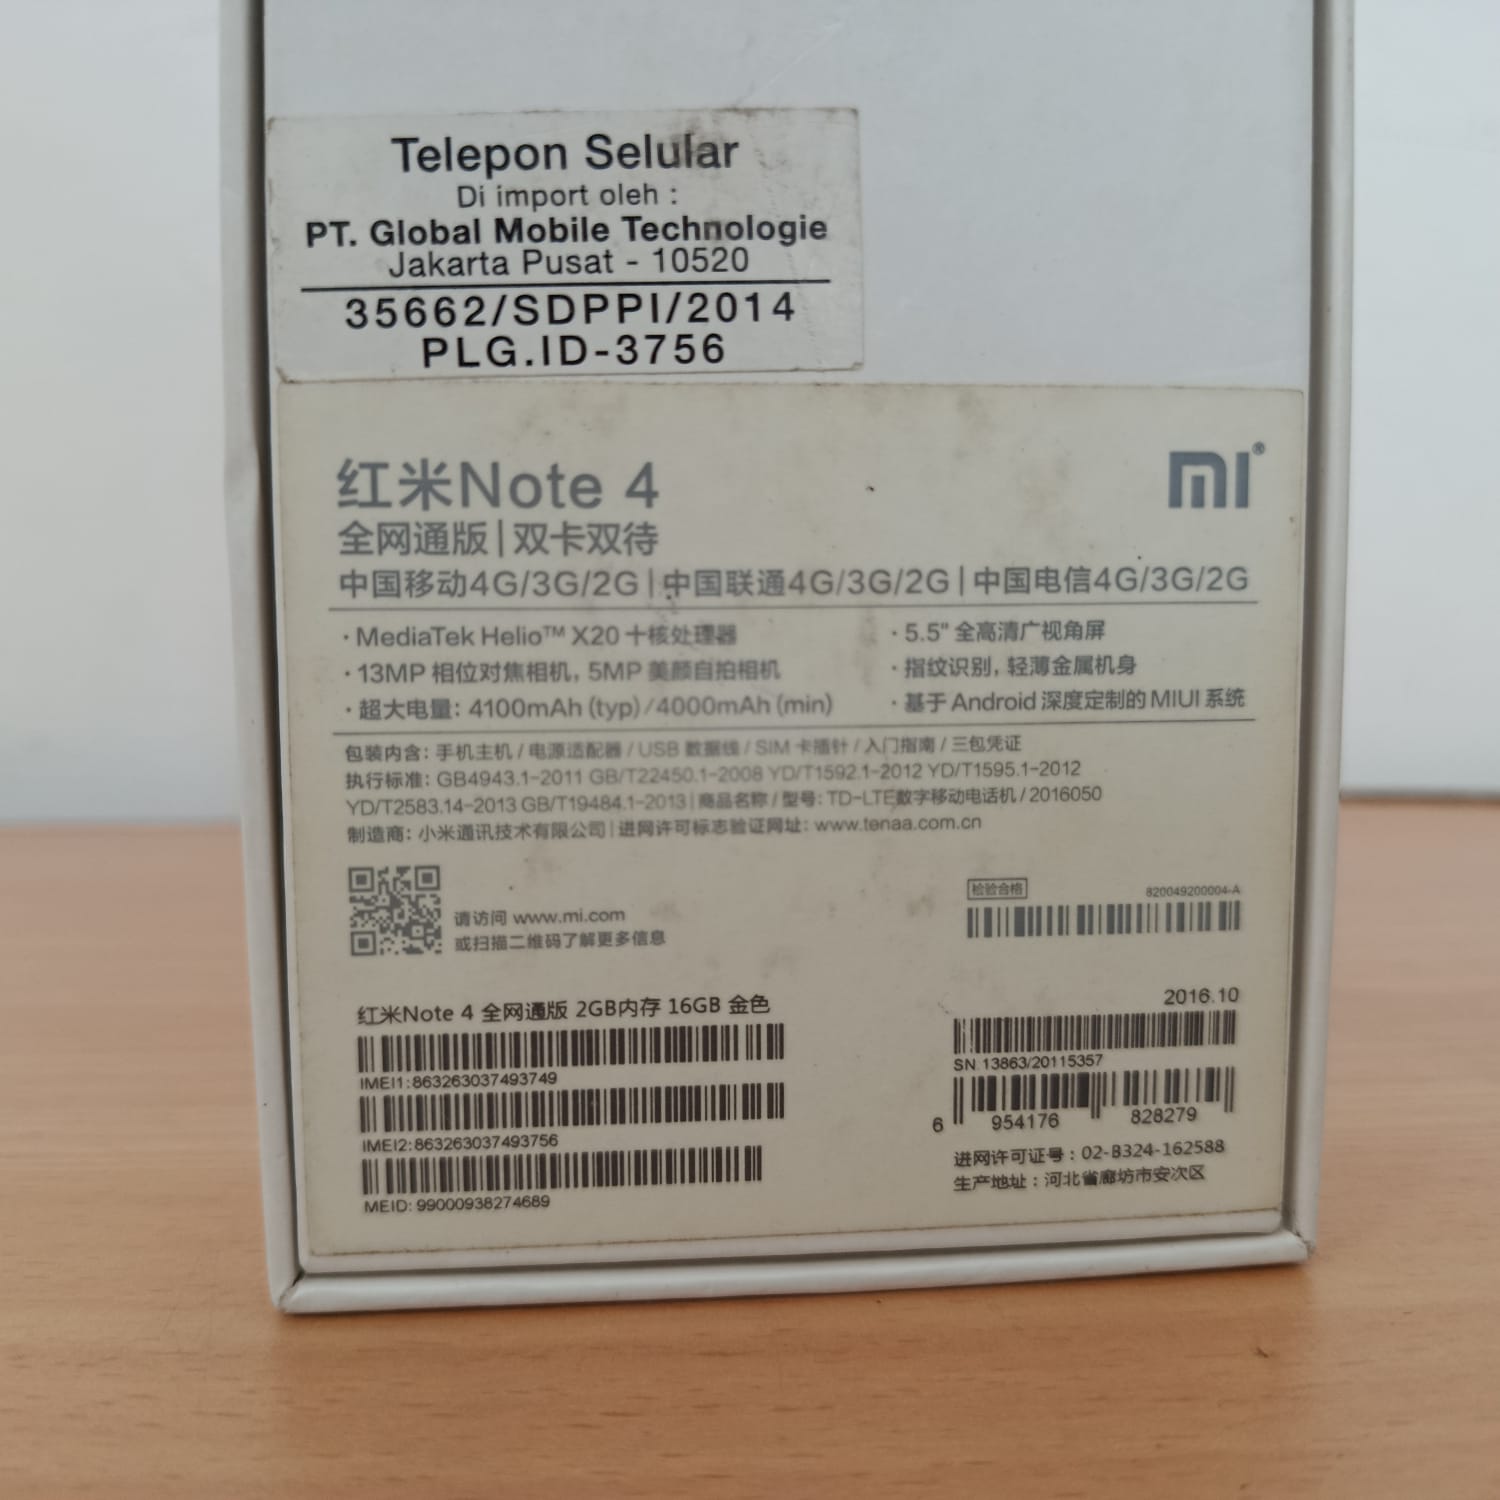 Telepon Selular
Di import oleh :
PT. Global Mobile Technologie
Jakarta Pusat - 10520
35662/SDPPI/2014
PLG.ID-3756
红米Note 4
mi®
全网通版|双卡双待
中国移动4G/3G/2G|中国联通4G/3G/2G|中国电信4G/3G/2G
·MediaTek Helio™ X20 十核处理器
·13MP 相位对焦相机, 5MP 美颜自拍相机
·超大电量: 4100mAh (typ)/4000mAh (min)
·5.5" 全高清广视角屏
·指纹识别, 轻薄金属机身
·基于 Android 深度定制的 MIUI 系统
包装内含: 手机主机 / 电源适配器 / USB 数据线 / SIM 卡插针 / 入门指南 / 三包凭证
执行标准: GB4943.1-2011 GB/T22450.1-2008 YD/T1592.1-2012 YD/T1595.1-2012
YD/T2583.14-2013 GB/T19484.1-2013|商品名称 / 型号: TD-LTE数字移动电话机 / 2016050
制造商: 小米通讯技术有限公司|进网许可标志验证网址: www.tenaa.com.cn
请访问 www.mi.com
或扫描二维码了解更多信息
检验合格
820049200004-A
红米Note 4 全网通版 2GB内存 16GB 金色
IMEI1:863263037493749
IMEI2:863263037493756
MEID: 99000938274689
2016.10
SN 13863/20115357
6 954176 828279
进网许可证号：02-B324-162588
生产地址：河北省廊坊市安次区